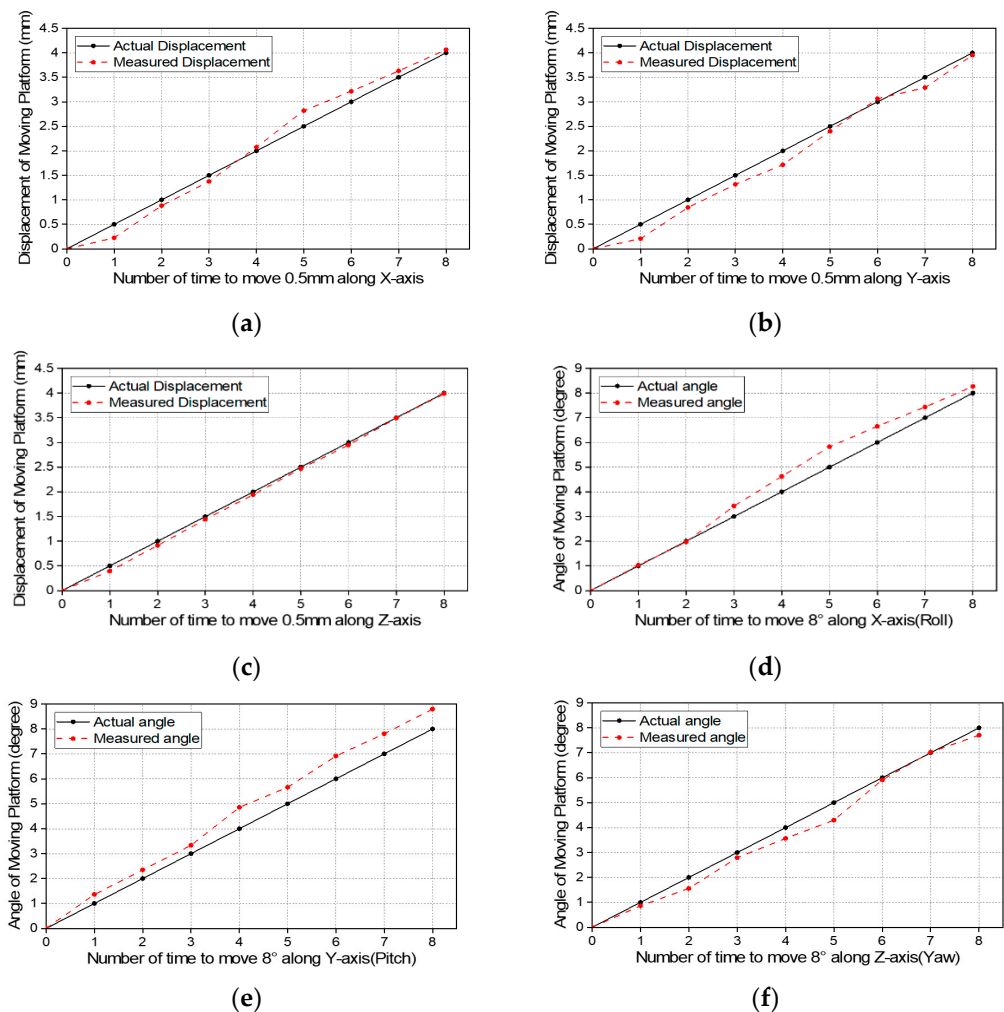 4.5
4
3.5
3
2.5
2
1.5
1
0.5
0
Displacement of Moving Platform (mm)
Actual Displacement
Measured Displacement
0 1 2 3 4 5 6 7 8
Number of time to move 0.5mm along X-axis
(a)
4.5
4
3.5
3
2.5
2
1.5
1
0.5
0
Displacement of Moving Platform (mm)
Actual Displacement
Measured Displacement
0 1 2 3 4 5 6 7 8
Number of time to move 0.5mm along Y-axis
(b)
4.5
4
3.5
3
2.5
2
1.5
1
0.5
0
Displacement of Moving Platform (mm)
Actual Displacement
Measured Displacement
0 1 2 3 4 5 6 7 8
Number of time to move 0.5mm along Z-axis
(c)
9
8
7
6
5
4
3
2
1
0
Angle of Moving Platform (degree)
Actual angle
Measured angle
0 1 2 3 4 5 6 7 8
Number of time to move 8° along X-axis(Roll)
(d)
9
8
7
6
5
4
3
2
1
0
Angle of Moving Platform (degree)
Actual angle
Measured angle
0 1 2 3 4 5 6 7 8
Number of time to move 8° along Y-axis(Pitch)
(e)
9
8
7
6
5
4
3
2
1
0
Angle of Moving Platform (degree)
Actual angle
Measured angle
0 1 2 3 4 5 6 7 8
Number of time to move 8° along Z-axis(Yaw)
(f)